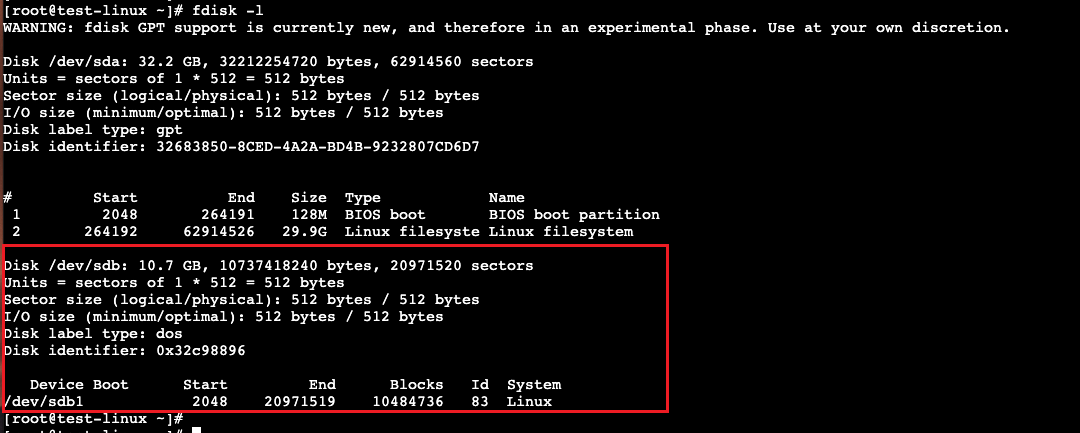 [root@test-linux ~]# fdisk -l
WARNING: fdisk GPT support is currently new, and therefore in an experimental phase. Use at your own discretion.
Disk /dev/sda: 32.2 GB, 32212254720 bytes, 62914560 sectors
Units = sectors of 1 * 512 = 512 bytes
Sector size (logical/physical): 512 bytes / 512 bytes
I/O size (minimum/optimal): 512 bytes / 512 bytes
Disk label type: gpt
Disk identifier: 32683850-8CED-4A2A-BD4B-9232807CD6D7
#         Start          End    Size  Type            Name
 1         2048       264191    128M  BIOS boot       BIOS boot partition
 2       264192     62914526   29.9G  Linux filesyste Linux filesystem
Disk /dev/sdb: 10.7 GB, 10737418240 bytes, 20971520 sectors
Units = sectors of 1 * 512 = 512 bytes
Sector size (logical/physical): 512 bytes / 512 bytes
I/O size (minimum/optimal): 512 bytes / 512 bytes
Disk label type: dos
Disk identifier: 0x32c98896
   Device Boot      Start         End      Blocks   Id  System
/dev/sdb1            2048    20971519    10484736   83  Linux
[root@test-linux ~]#
[root@test-linux ~]#